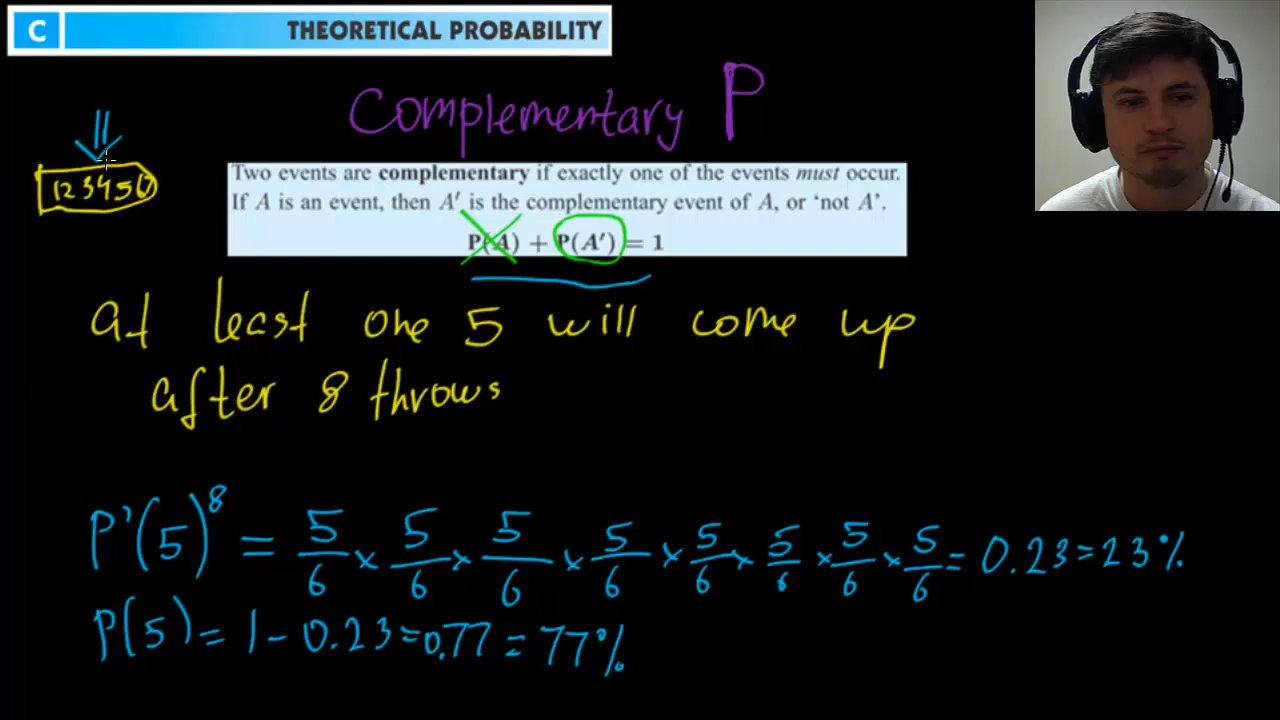 C THEORETICAL PROBABILITY
Complementary P
123456
Two events are complementary if exactly one of the events must occur.
If A is an event, then A′ is the complementary event of A, or ‘not A’.
P(A) + P(A′) = 1
at least one 5 will come up
after 8 throws
P'(5)⁸ = 5/6 × 5/6 × 5/6 × 5/6 × 5/6 × 5/6 × 5/6 × 5/6 = 0.23 = 23%
P(5) = 1 - 0.23 = 0.77 = 77%